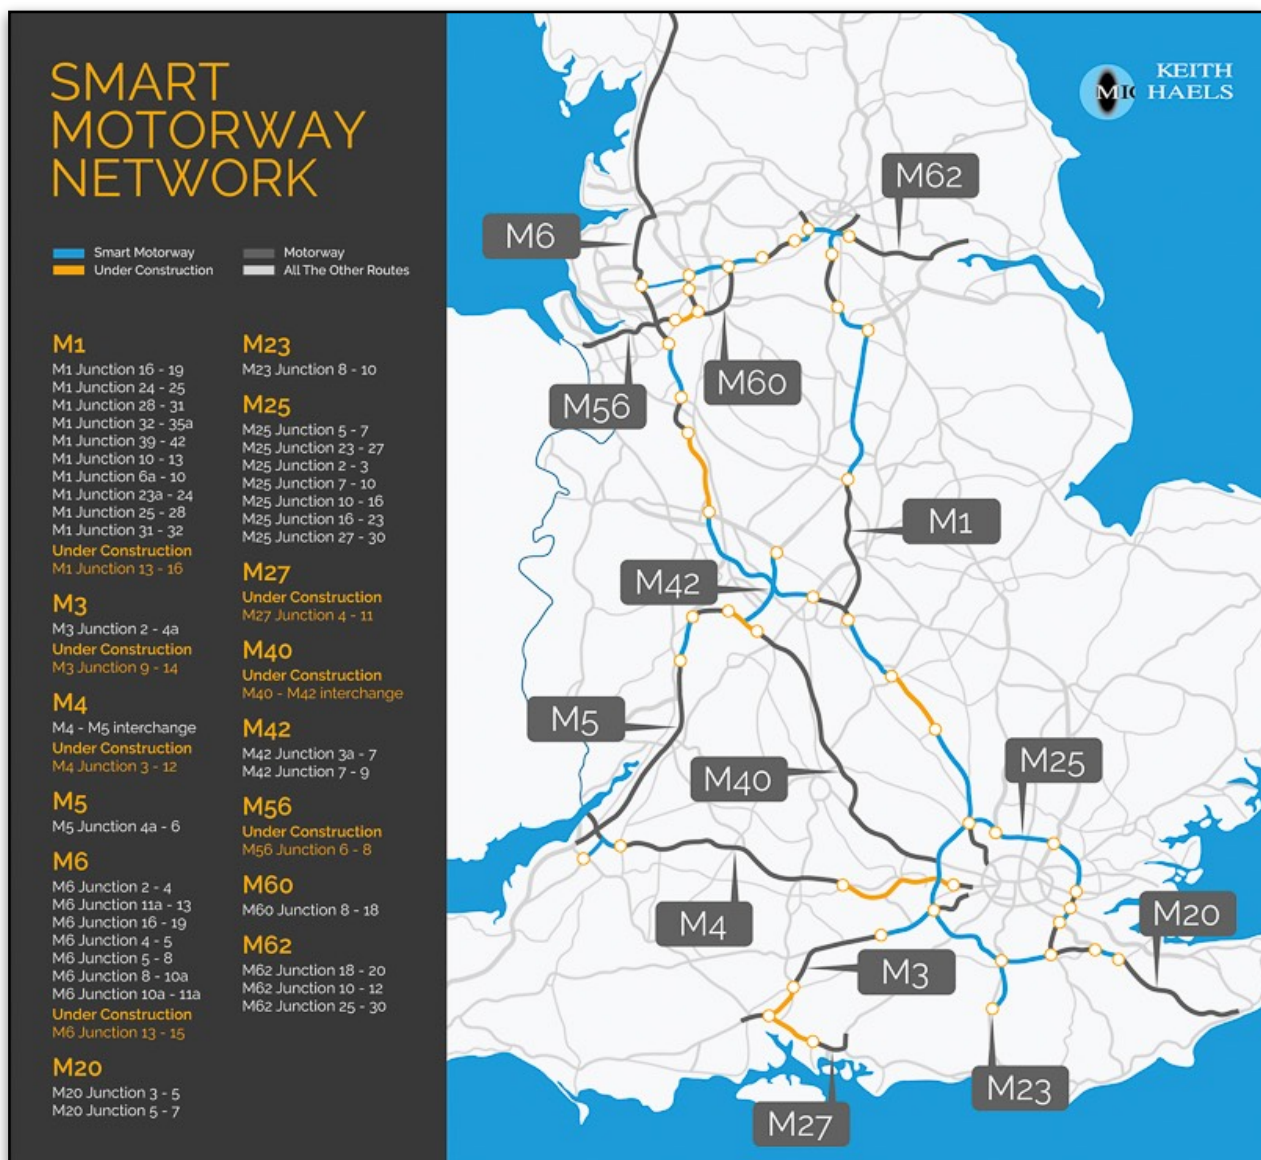 SMART
MOTORWAY
NETWORK
Smart Motorway
Under Construction
Motorway
All The Other Routes
M1
M1 Junction 16 - 19
M1 Junction 24 - 25
M1 Junction 28 - 31
M1 Junction 32 - 35a
M1 Junction 39 - 42
M1 Junction 10 - 13
M1 Junction 6a - 10
M1 Junction 23a - 24
M1 Junction 25 - 28
M1 Junction 31 - 32
Under Construction
M1 Junction 13 - 16
M3
M3 Junction 2 - 4a
Under Construction
M3 Junction 9 - 14
M4
M4 - M5 interchange
Under Construction
M4 Junction 3 - 12
M5
M5 Junction 4a - 6
M6
M6 Junction 2 - 4
M6 Junction 11a - 13
M6 Junction 16 - 19
M6 Junction 4 - 5
M6 Junction 5 - 8
M6 Junction 8 - 10a
M6 Junction 10a - 11a
Under Construction
M6 Junction 13 - 15
M20
M20 Junction 3 - 5
M20 Junction 5 - 7
M23
M23 Junction 8 - 10
M25
M25 Junction 5 - 7
M25 Junction 23 - 27
M25 Junction 2 - 3
M25 Junction 7 - 10
M25 Junction 10 - 16
M25 Junction 16 - 23
M25 Junction 27 - 30
M27
Under Construction
M27 Junction 4 - 11
M40
Under Construction
M40 - M42 interchange
M42
M42 Junction 3a - 7
M42 Junction 7 - 9
M56
Under Construction
M56 Junction 6 - 8
M60
M60 Junction 8 - 18
M62
M62 Junction 18 - 20
M62 Junction 10 - 12
M62 Junction 25 - 30
KEITH
MICHAELS
M62
M6
M60
M56
M1
M42
M5
M25
M40
M20
M4
M3
M23
M27